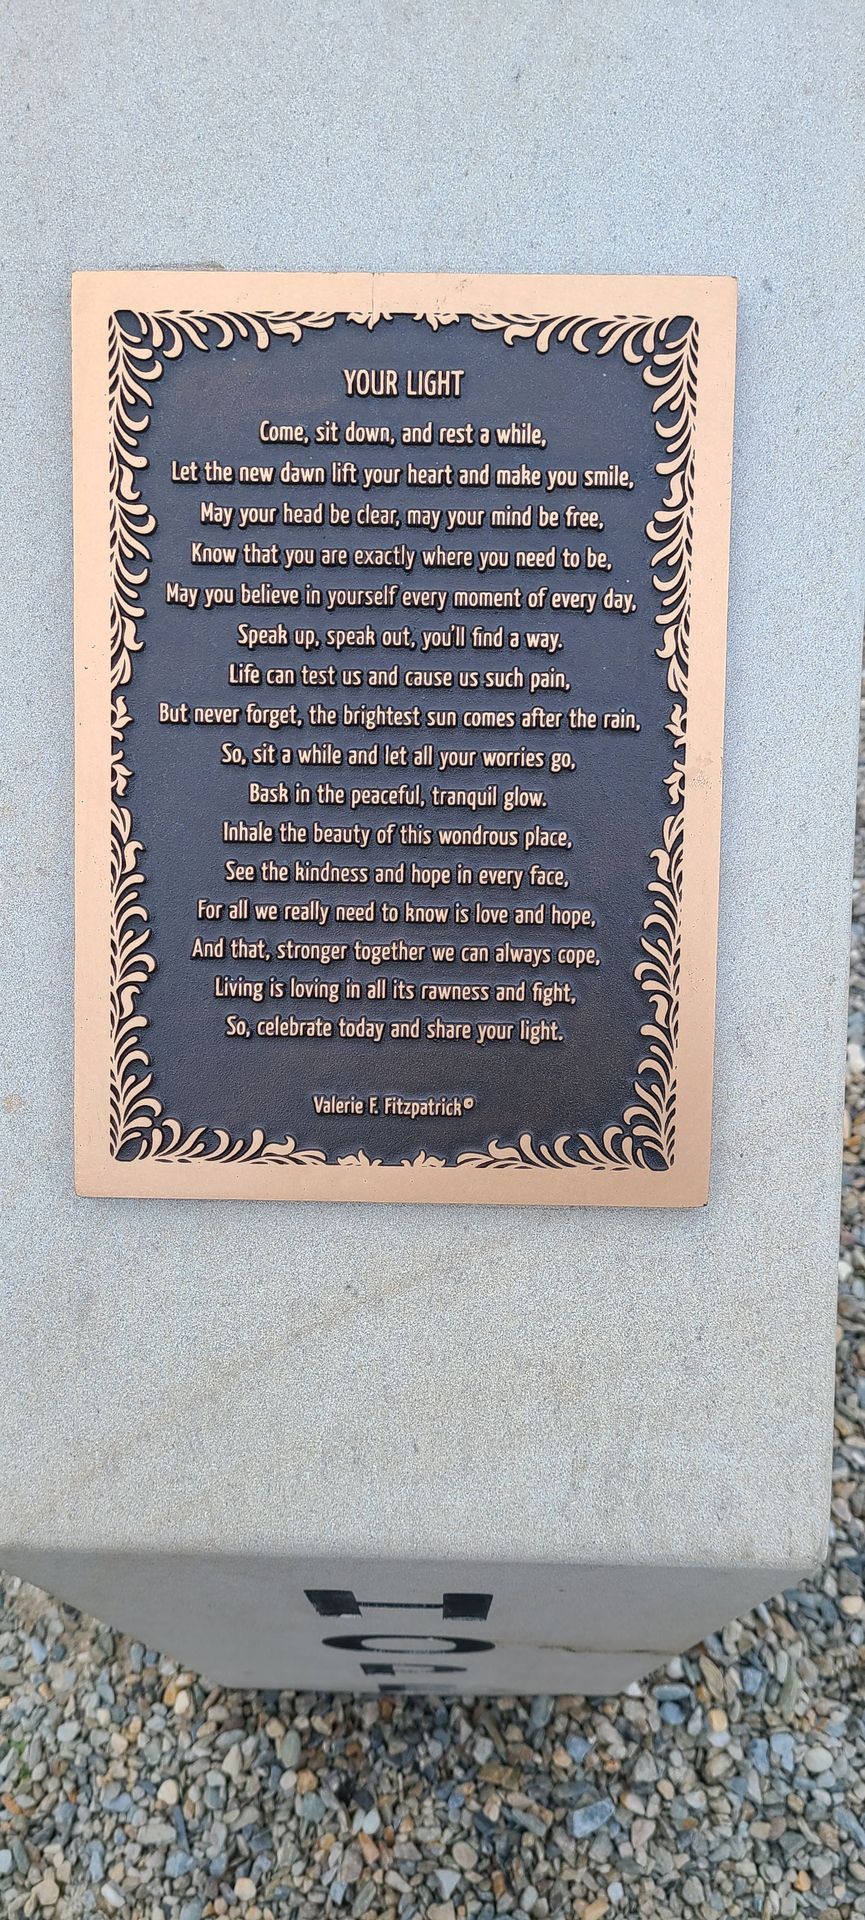 YOUR LIGHT
Come, sit down, and rest a while,
Let the new dawn lift your heart and make you smile,
May your head be clear, may your mind be free,
Know that you are exactly where you need to be,
May you believe in yourself every moment of every day,
Speak up, speak out, you'll find a way.
Life can test us and cause us such pain,
But never forget, the brightest sun comes after the rain,
So, sit a while and let all your worries go,
Bask in the peaceful, tranquil glow.
Inhale the beauty of this wondrous place,
See the kindness and hope in every face,
For all we really need to know is love and hope,
And that, stronger together we can always cope,
Living is loving in all its rawness and fight,
So, celebrate today and share your light.
Valerie F. Fitzpatrick©
HOPE